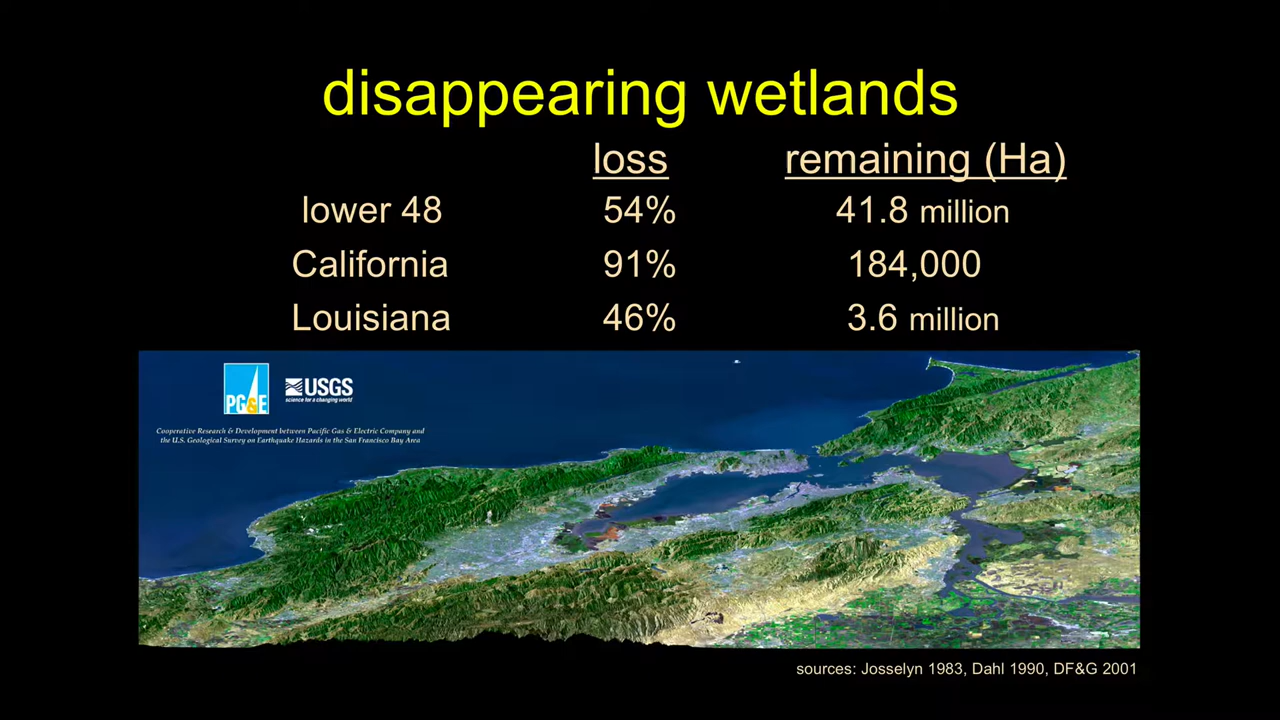 disappearing wetlands
loss remaining (Ha)
lower 48 54% 41.8 million
California 91% 184,000
Louisiana 46% 3.6 million
PG&E
USGS
science for a changing world
Cooperative Research & Development between Pacific Gas & Electric Company and
the U.S. Geological Survey on Earthquake Hazards in the San Francisco Bay Area
sources: Josselyn 1983, Dahl 1990, DF&G 2001